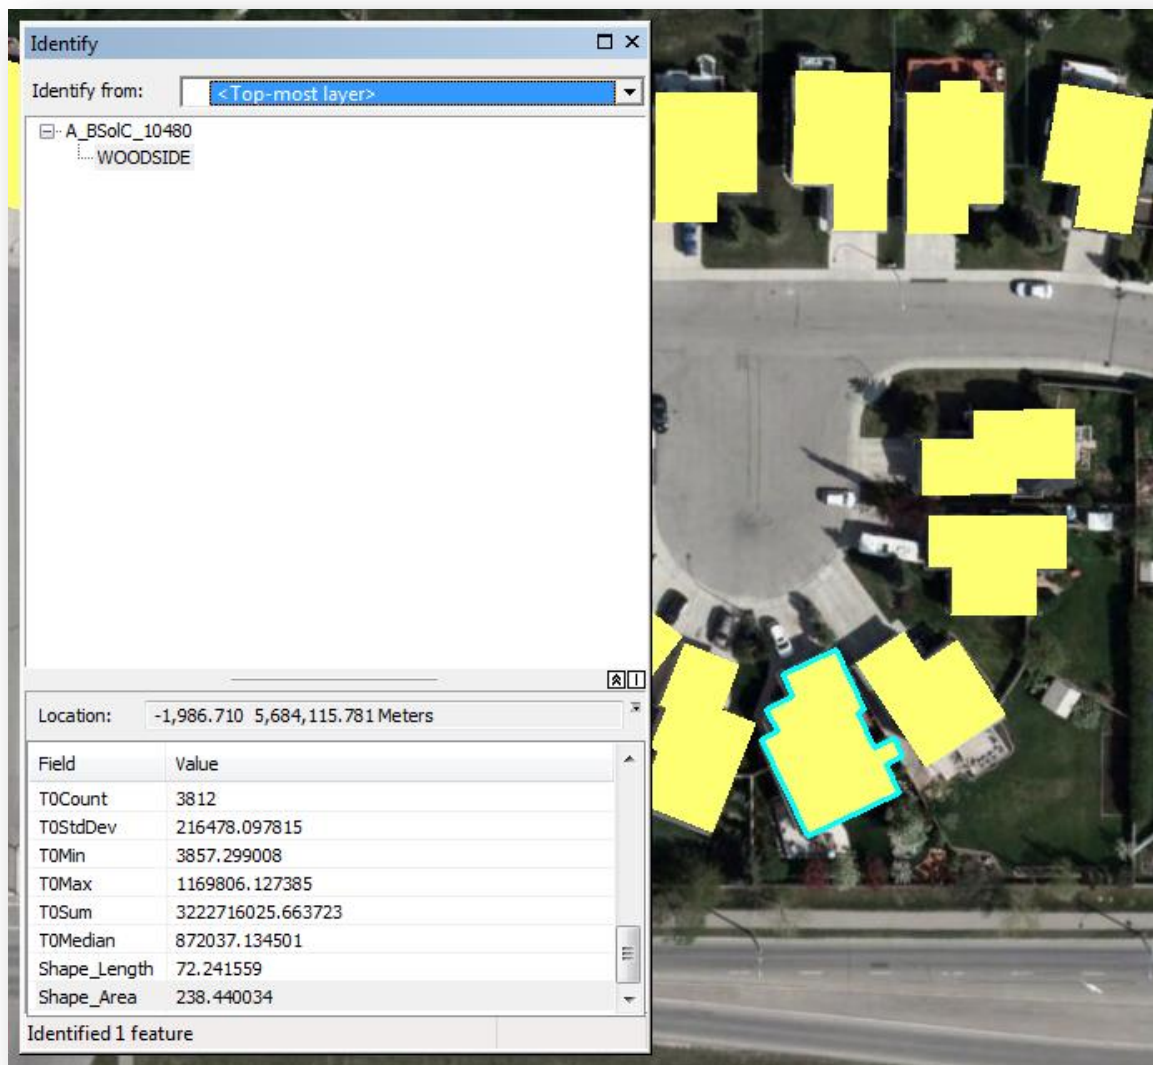 Identify
Identify from: <Top-most layer>
A_BSolC_10480
WOODSIDE
Location: -1,986.710 5,684,115.781 Meters
Field Value
T0Count 3812
T0StdDev 216478.097815
T0Min 3857.299008
T0Max 1169806.127385
T0Sum 3222716025.663723
T0Median 872037.134501
Shape_Length 72.241559
Shape_Area 238.440034
Identified 1 feature